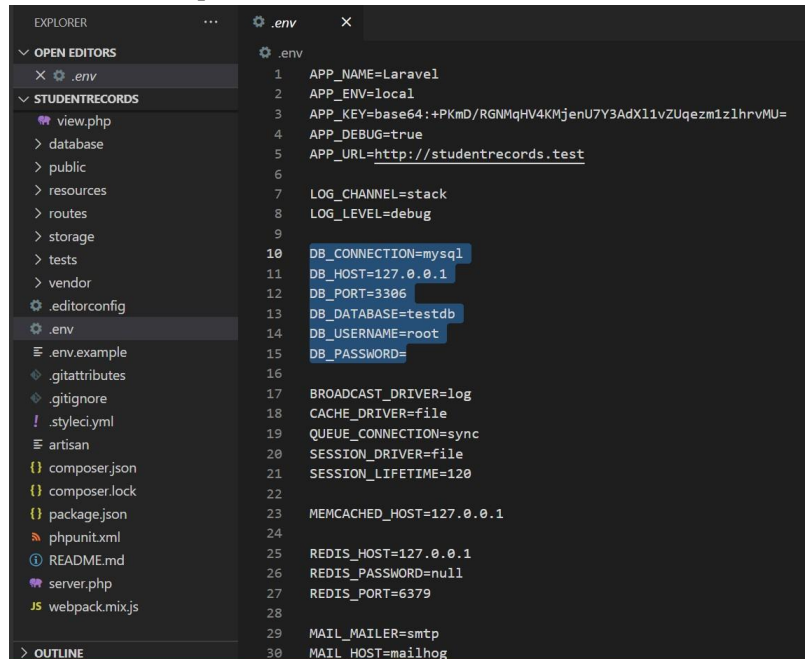 EXPLORER
...
.env
OPEN EDITORS
.env
STUDENTRECORDS
view.php
database
public
resources
routes
storage
tests
vendor
.editorconfig
.env
.env.example
.gitattributes
.gitignore
.styleci.yml
artisan
composer.json
composer.lock
package.json
phpunit.xml
README.md
server.php
JS webpack.mix.js
OUTLINE
.env
1 APP_NAME=Laravel
2 APP_ENV=local
3 APP_KEY=base64:+PKmD/RGNMqHV4KMjenU7Y3AdXl1vZUqezm1zlhrvMU=
4 APP_DEBUG=true
5 APP_URL=http://studentrecords.test
6
7 LOG_CHANNEL=stack
8 LOG_LEVEL=debug
9
10 DB_CONNECTION=mysql
11 DB_HOST=127.0.0.1
12 DB_PORT=3306
13 DB_DATABASE=testdb
14 DB_USERNAME=root
15 DB_PASSWORD=
16
17 BROADCAST_DRIVER=log
18 CACHE_DRIVER=file
19 QUEUE_CONNECTION=sync
20 SESSION_DRIVER=file
21 SESSION_LIFETIME=120
22
23 MEMCACHED_HOST=127.0.0.1
24
25 REDIS_HOST=127.0.0.1
26 REDIS_PASSWORD=null
27 REDIS_PORT=6379
28
29 MAIL_MAILER=smtp
30 MAIL_HOST=mailhog